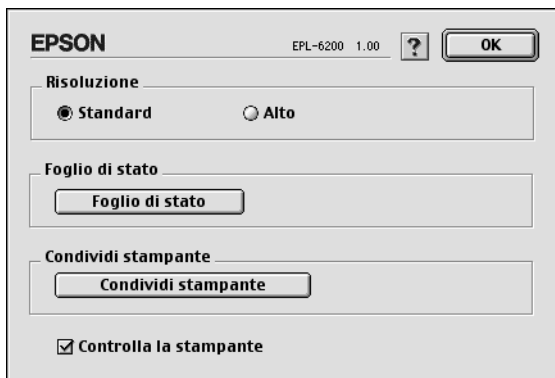 EPSON EPL-6200 1.00 ? OK
Risoluzione
Standard Alto
Foglio di stato
Foglio di stato
Condividi stampante
Condividi stampante
Controlla la stampante